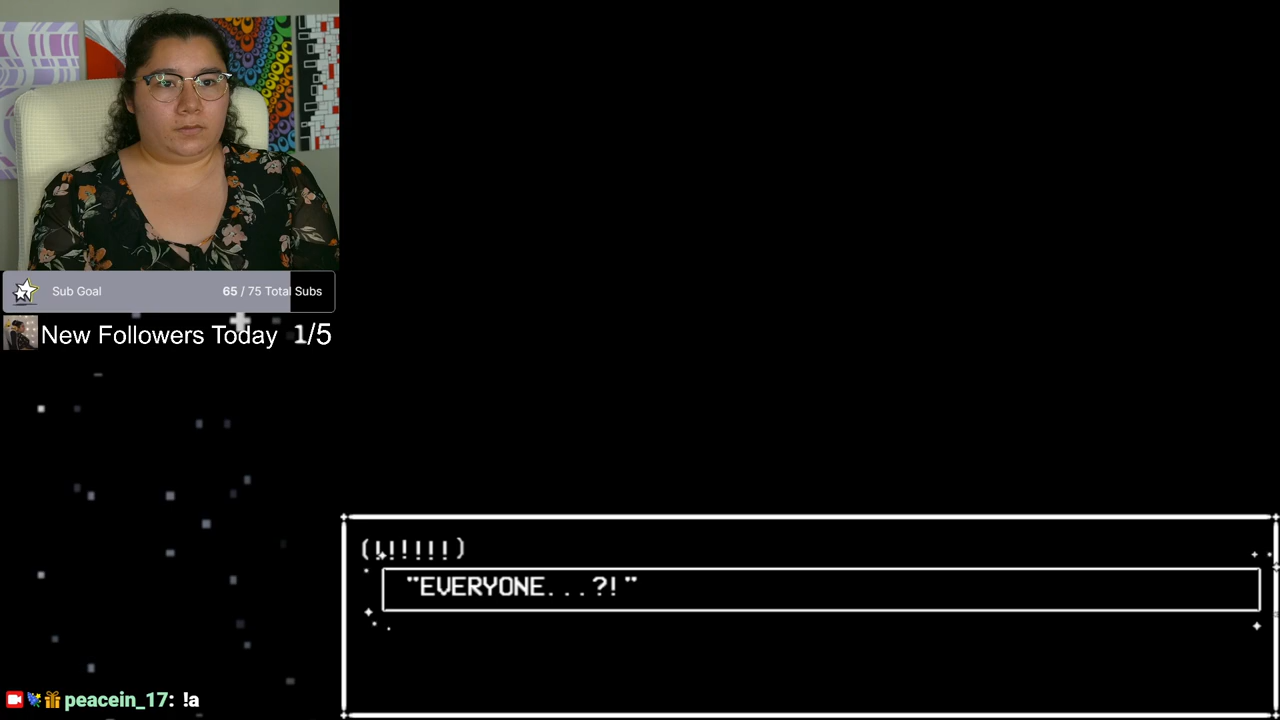 Sub Goal 65 / 75 Total Subs
New Followers Today 1/5
(!!!!!!)
"EVERYONE...?!"
peacein_17: !a